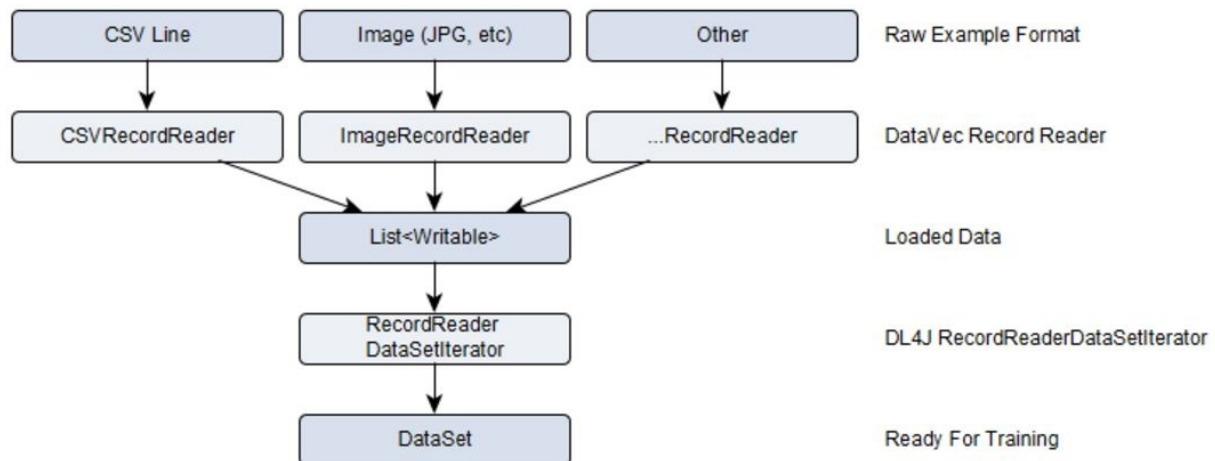 CSV Line
Image (JPG, etc)
Other
Raw Example Format
CSVRecordReader
ImageRecordReader
...RecordReader
DataVec Record Reader
List<Writable>
Loaded Data
RecordReader
DataSetIterator
DL4J RecordReaderDataSetIterator
DataSet
Ready For Training